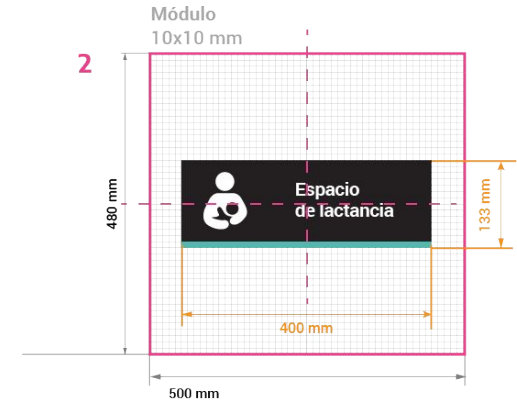 Módulo
10x10 mm
2
480 mm
Espacio
de lactancia
133 mm
400 mm
500 mm